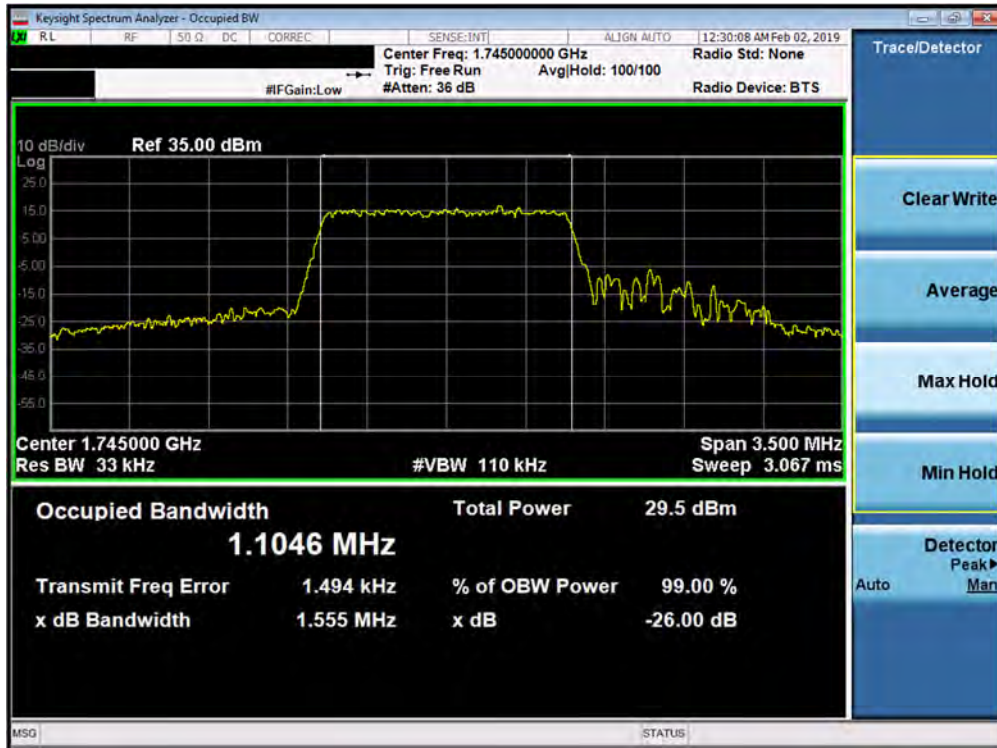 Keysight Spectrum Analyzer - Occupied BW
LXI RL RF 50 Ω DC CORREC SENSE:INT ALIGN AUTO 12:30:08 AM Feb 02, 2019
Center Freq: 1.745000000 GHz Radio Std: None
Trig: Free Run Avg|Hold: 100/100
#IFGain:Low #Atten: 36 dB Radio Device: BTS
Trace/Detector
10 dB/div Ref 35.00 dBm
Log
25.0
15.0
5.00
-5.00
-15.0
-25.0
-35.0
-45.0
-55.0
Center 1.745000 GHz Span 3.500 MHz
Res BW 33 kHz #VBW 110 kHz Sweep 3.067 ms
Occupied Bandwidth Total Power 29.5 dBm
1.1046 MHz
Transmit Freq Error 1.494 kHz % of OBW Power 99.00 %
x dB Bandwidth 1.555 MHz x dB -26.00 dB
Clear Write
Average
Max Hold
Min Hold
Detector
Peak▶
Auto Man
MSG STATUS